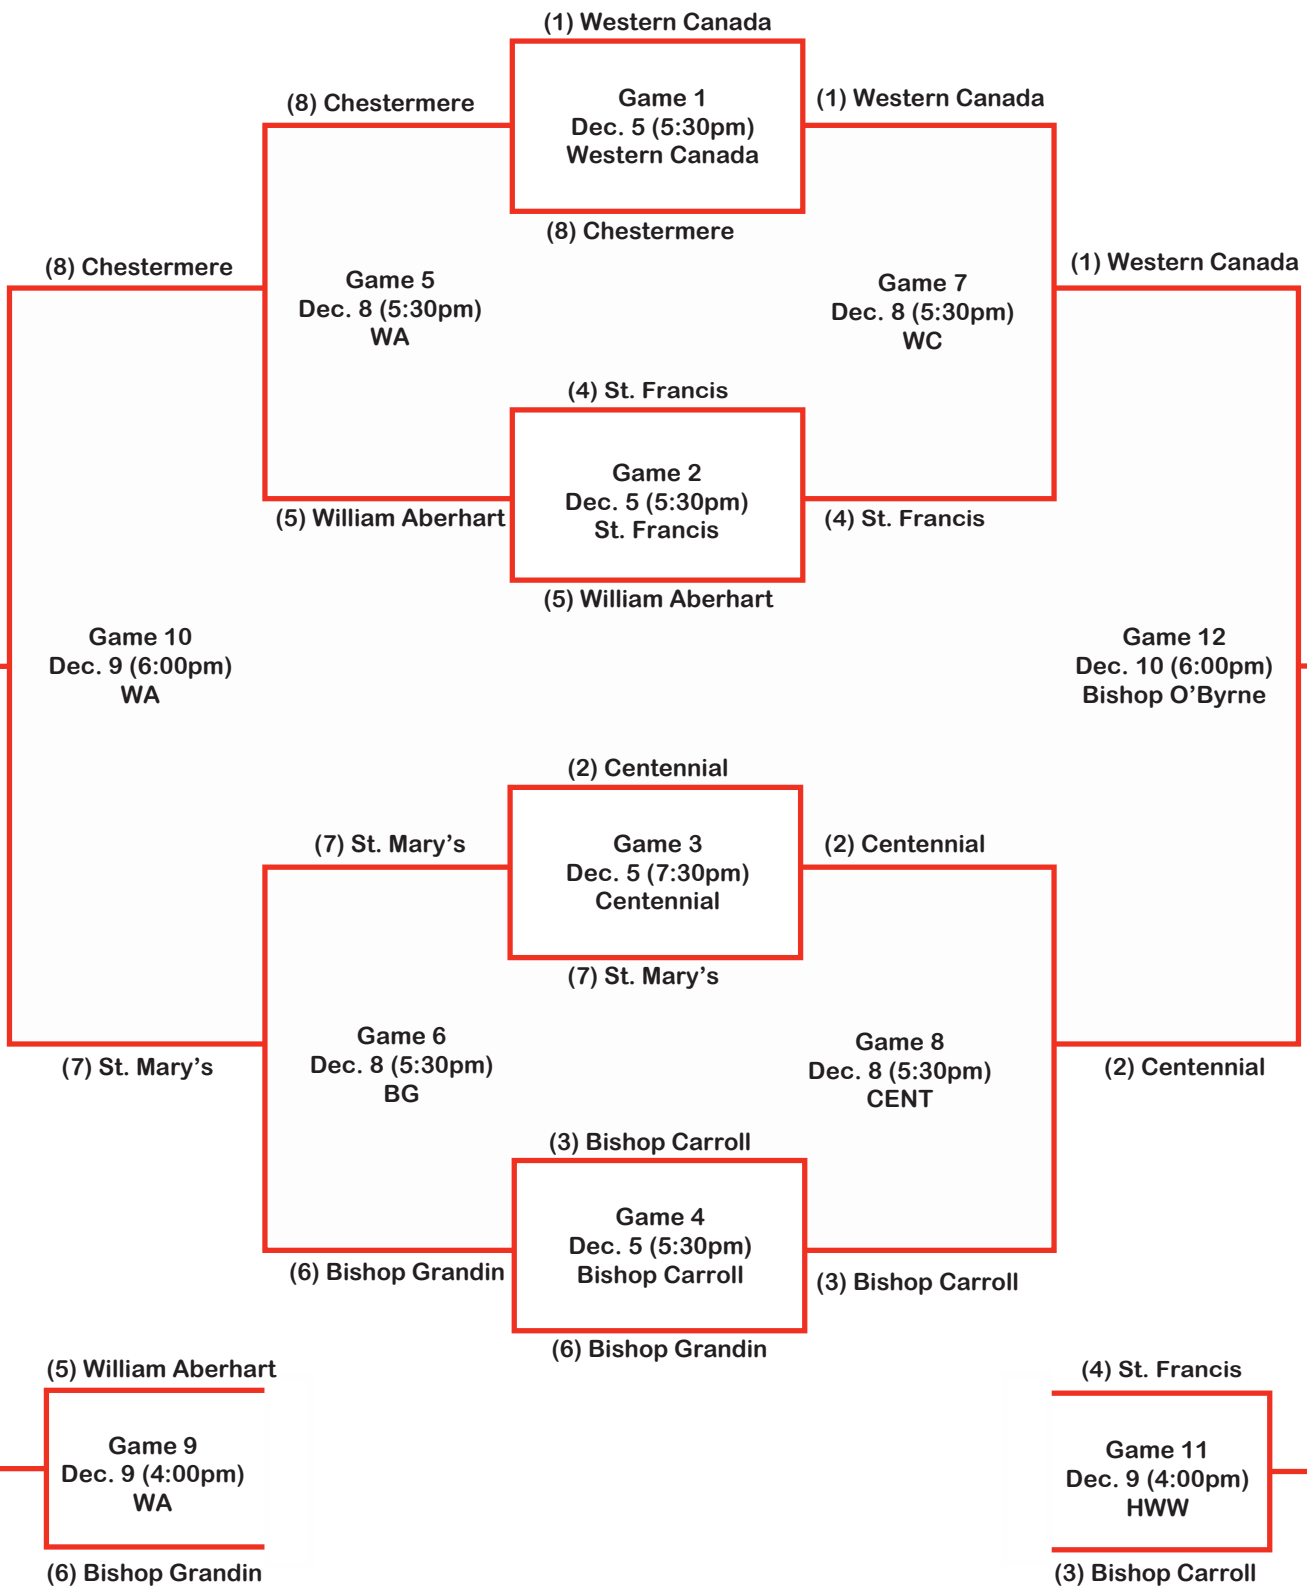 (1) Western Canada
(8) Chestermere
Game 1
Dec. 5 (5:30pm)
Western Canada
(1) Western Canada
(8) Chestermere
(8) Chestermere
Game 5
Dec. 8 (5:30pm)
WA
Game 7
Dec. 8 (5:30pm)
WC
(1) Western Canada
(4) St. Francis
Game 2
Dec. 5 (5:30pm)
St. Francis
(5) William Aberhart
(4) St. Francis
(5) William Aberhart
Game 10
Dec. 9 (6:00pm)
WA
Game 12
Dec. 10 (6:00pm)
Bishop O’Byrne
(2) Centennial
(7) St. Mary’s
Game 3
Dec. 5 (7:30pm)
Centennial
(2) Centennial
(7) St. Mary’s
Game 6
Dec. 8 (5:30pm)
BG
Game 8
Dec. 8 (5:30pm)
CENT
(7) St. Mary’s
(2) Centennial
(3) Bishop Carroll
Game 4
Dec. 5 (5:30pm)
Bishop Carroll
(6) Bishop Grandin
(3) Bishop Carroll
(6) Bishop Grandin
(5) William Aberhart
Game 9
Dec. 9 (4:00pm)
WA
(6) Bishop Grandin
(4) St. Francis
Game 11
Dec. 9 (4:00pm)
HWW
(3) Bishop Carroll